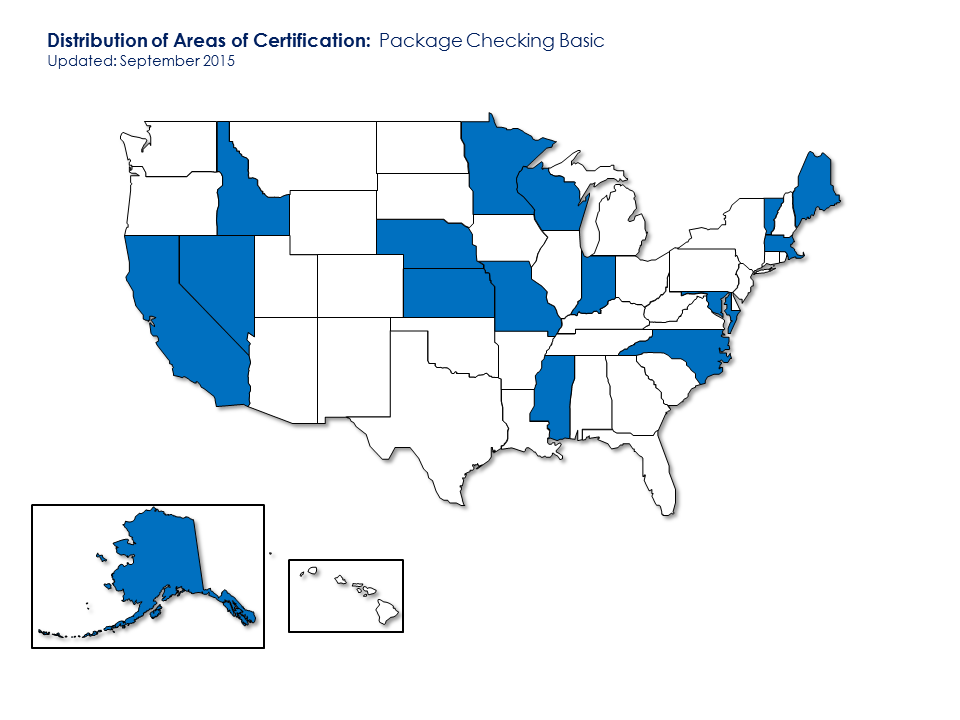 Distribution of Areas of Certification: Package Checking Basic
Updated: September 2015